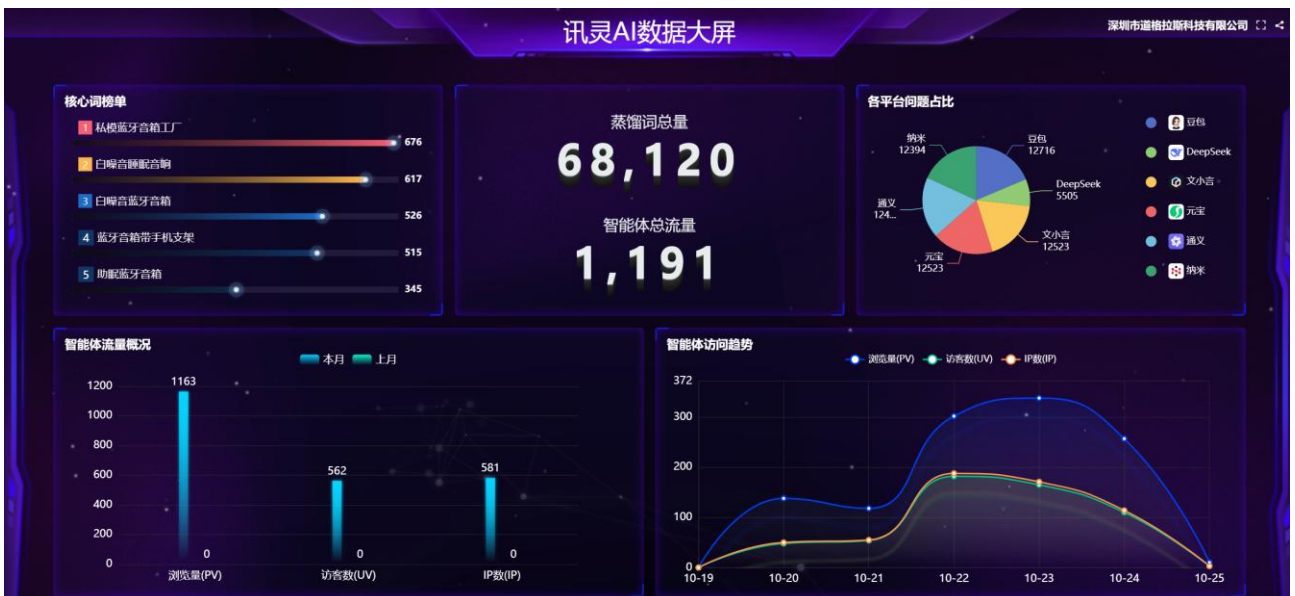 讯灵AI数据大屏
深圳市道格拉斯科技有限公司
核心词榜单
1 私模蓝牙音箱工厂
676
2 白噪音睡眠音响
617
3 白噪音蓝牙音箱
526
4 蓝牙音箱带手机支架
515
5 助眠蓝牙音箱
345
蒸馏词总量
68,120
智能体总流量
1,191
各平台问题占比
纳米
12394
豆包
12716
DeepSeek
5505
通义
124...
文小言
12523
元宝
12523
豆包
DeepSeek
文小言
元宝
通义
纳米
智能体流量概况
本月 上月
1200
1000
800
600
400
200
0
1163
0
562
0
581
0
浏览量(PV) 访客数(UV) IP数(IP)
智能体访问趋势
浏览量(PV) 访客数(UV) IP数(IP)
372
300
200
100
0
10-19 10-20 10-21 10-22 10-23 10-24 10-25